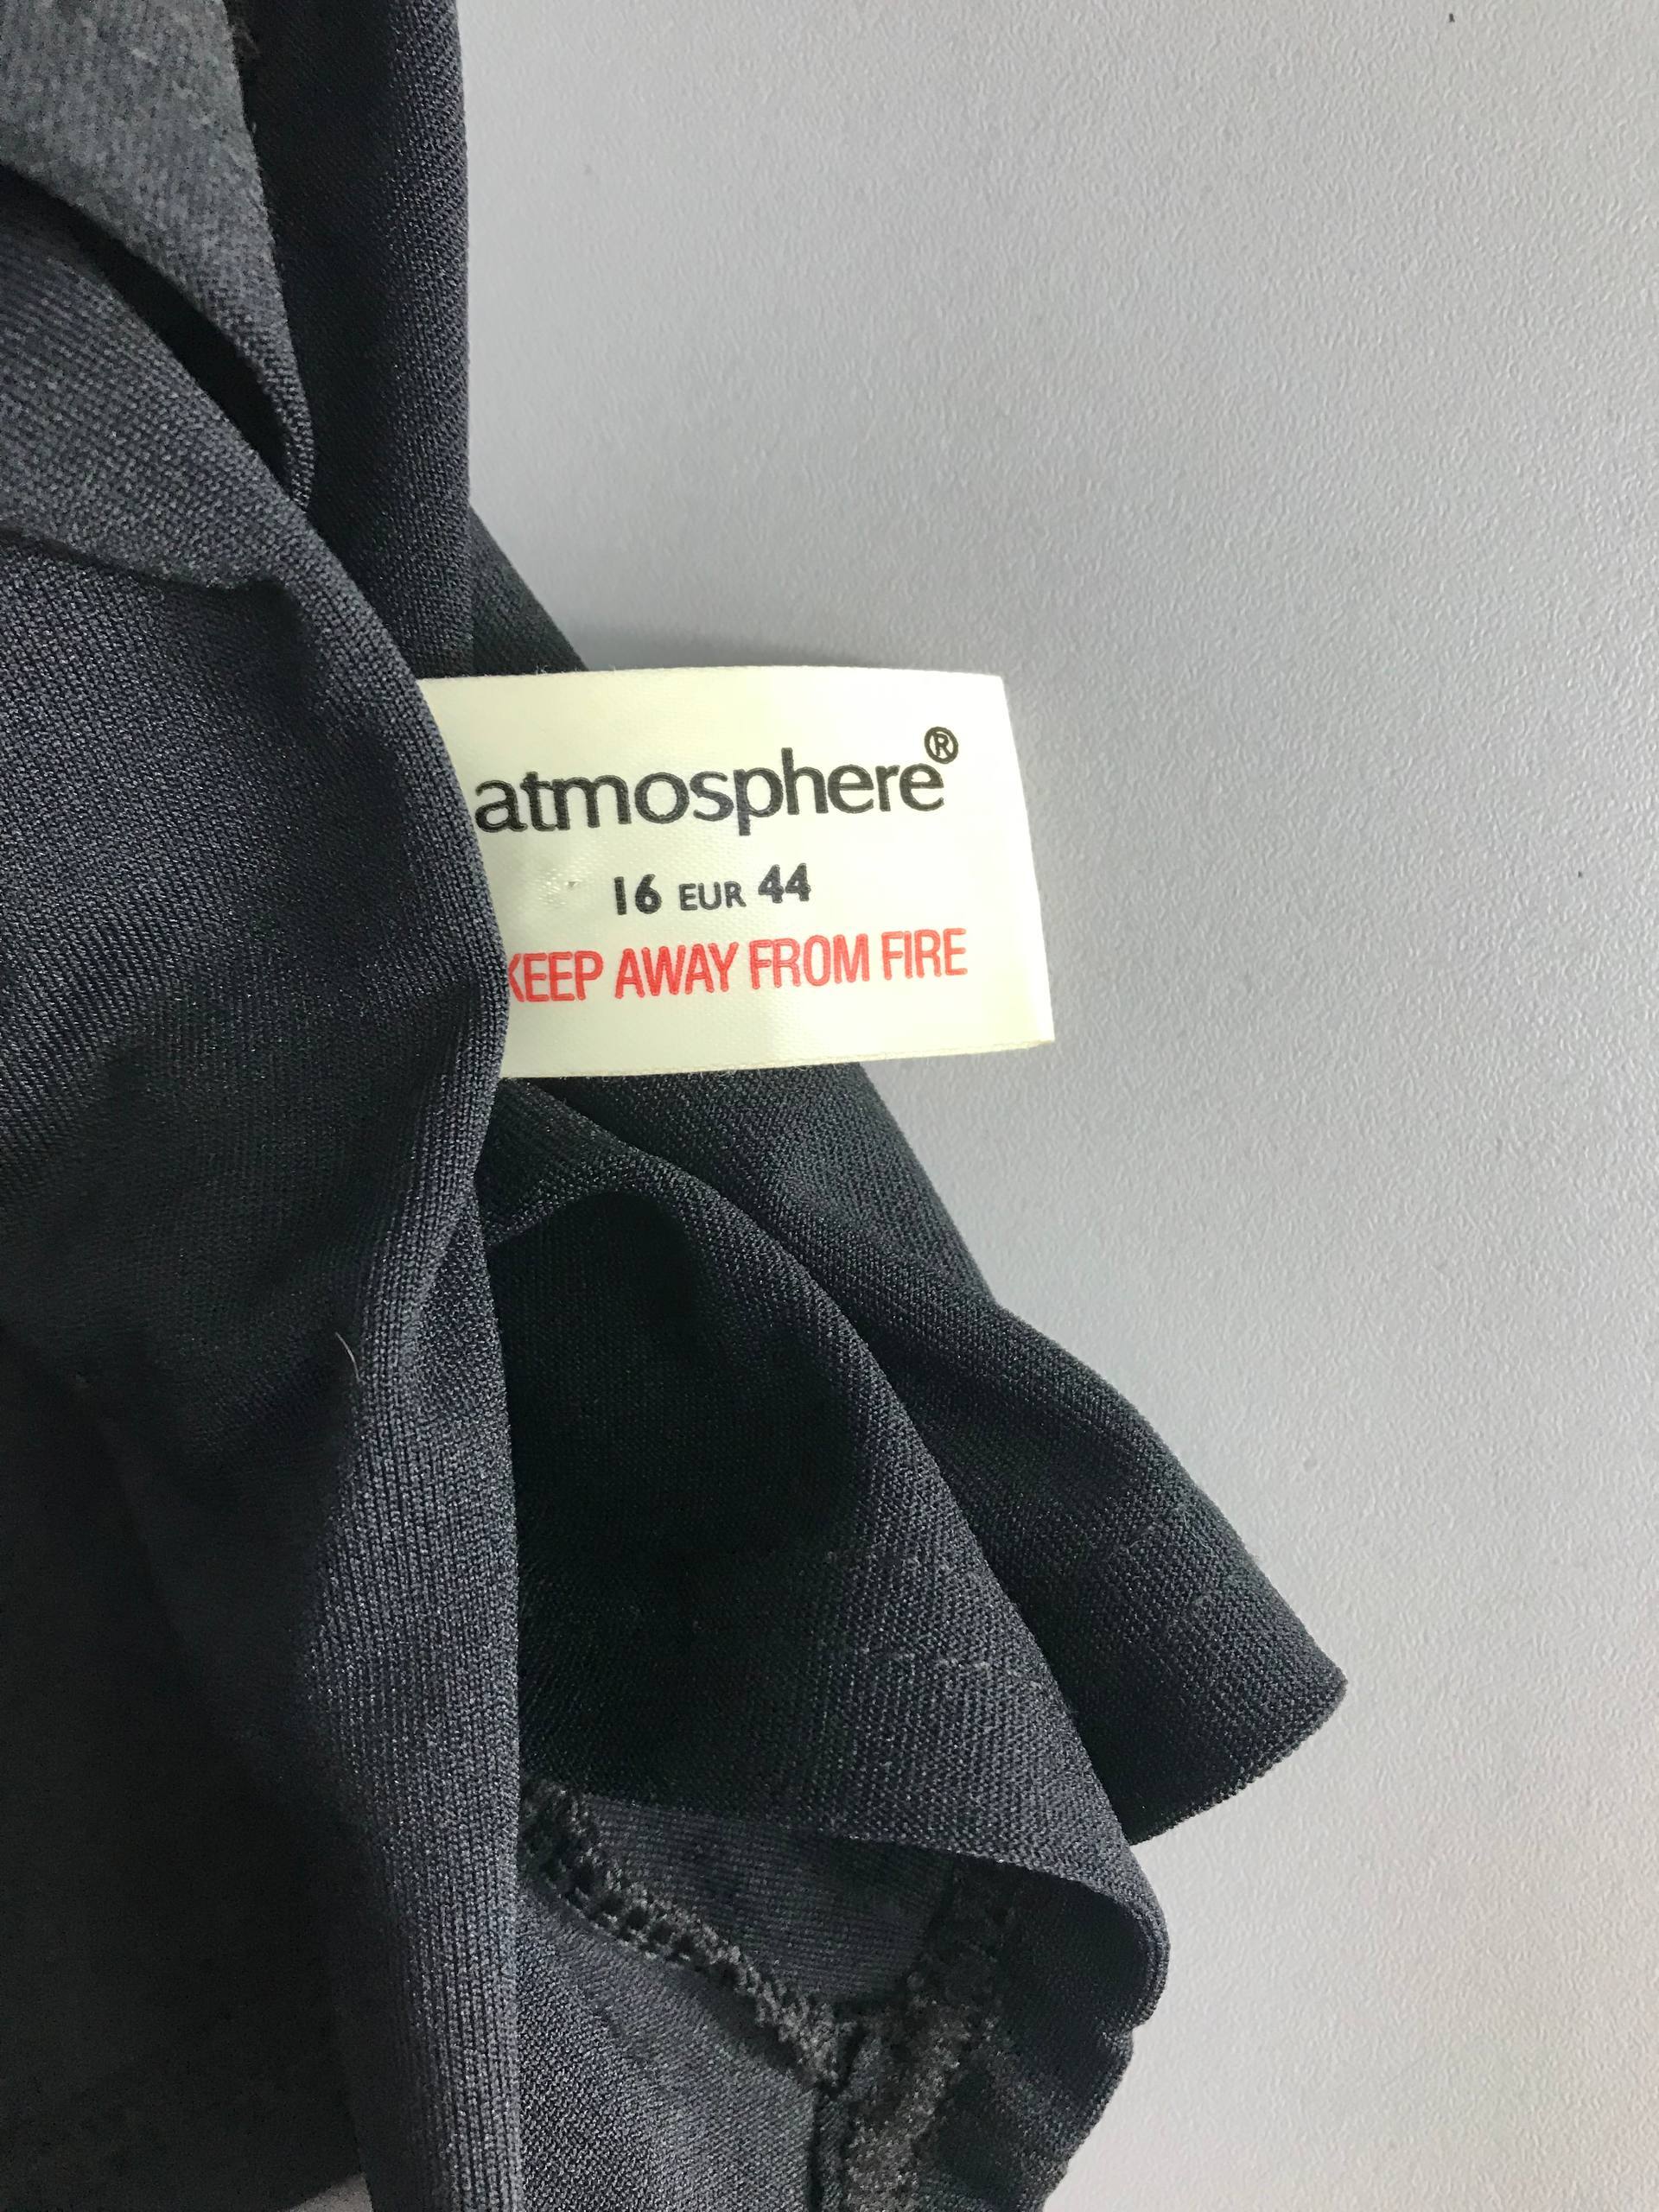 atmosphere®
16 EUR 44
KEEP AWAY FROM FIRE